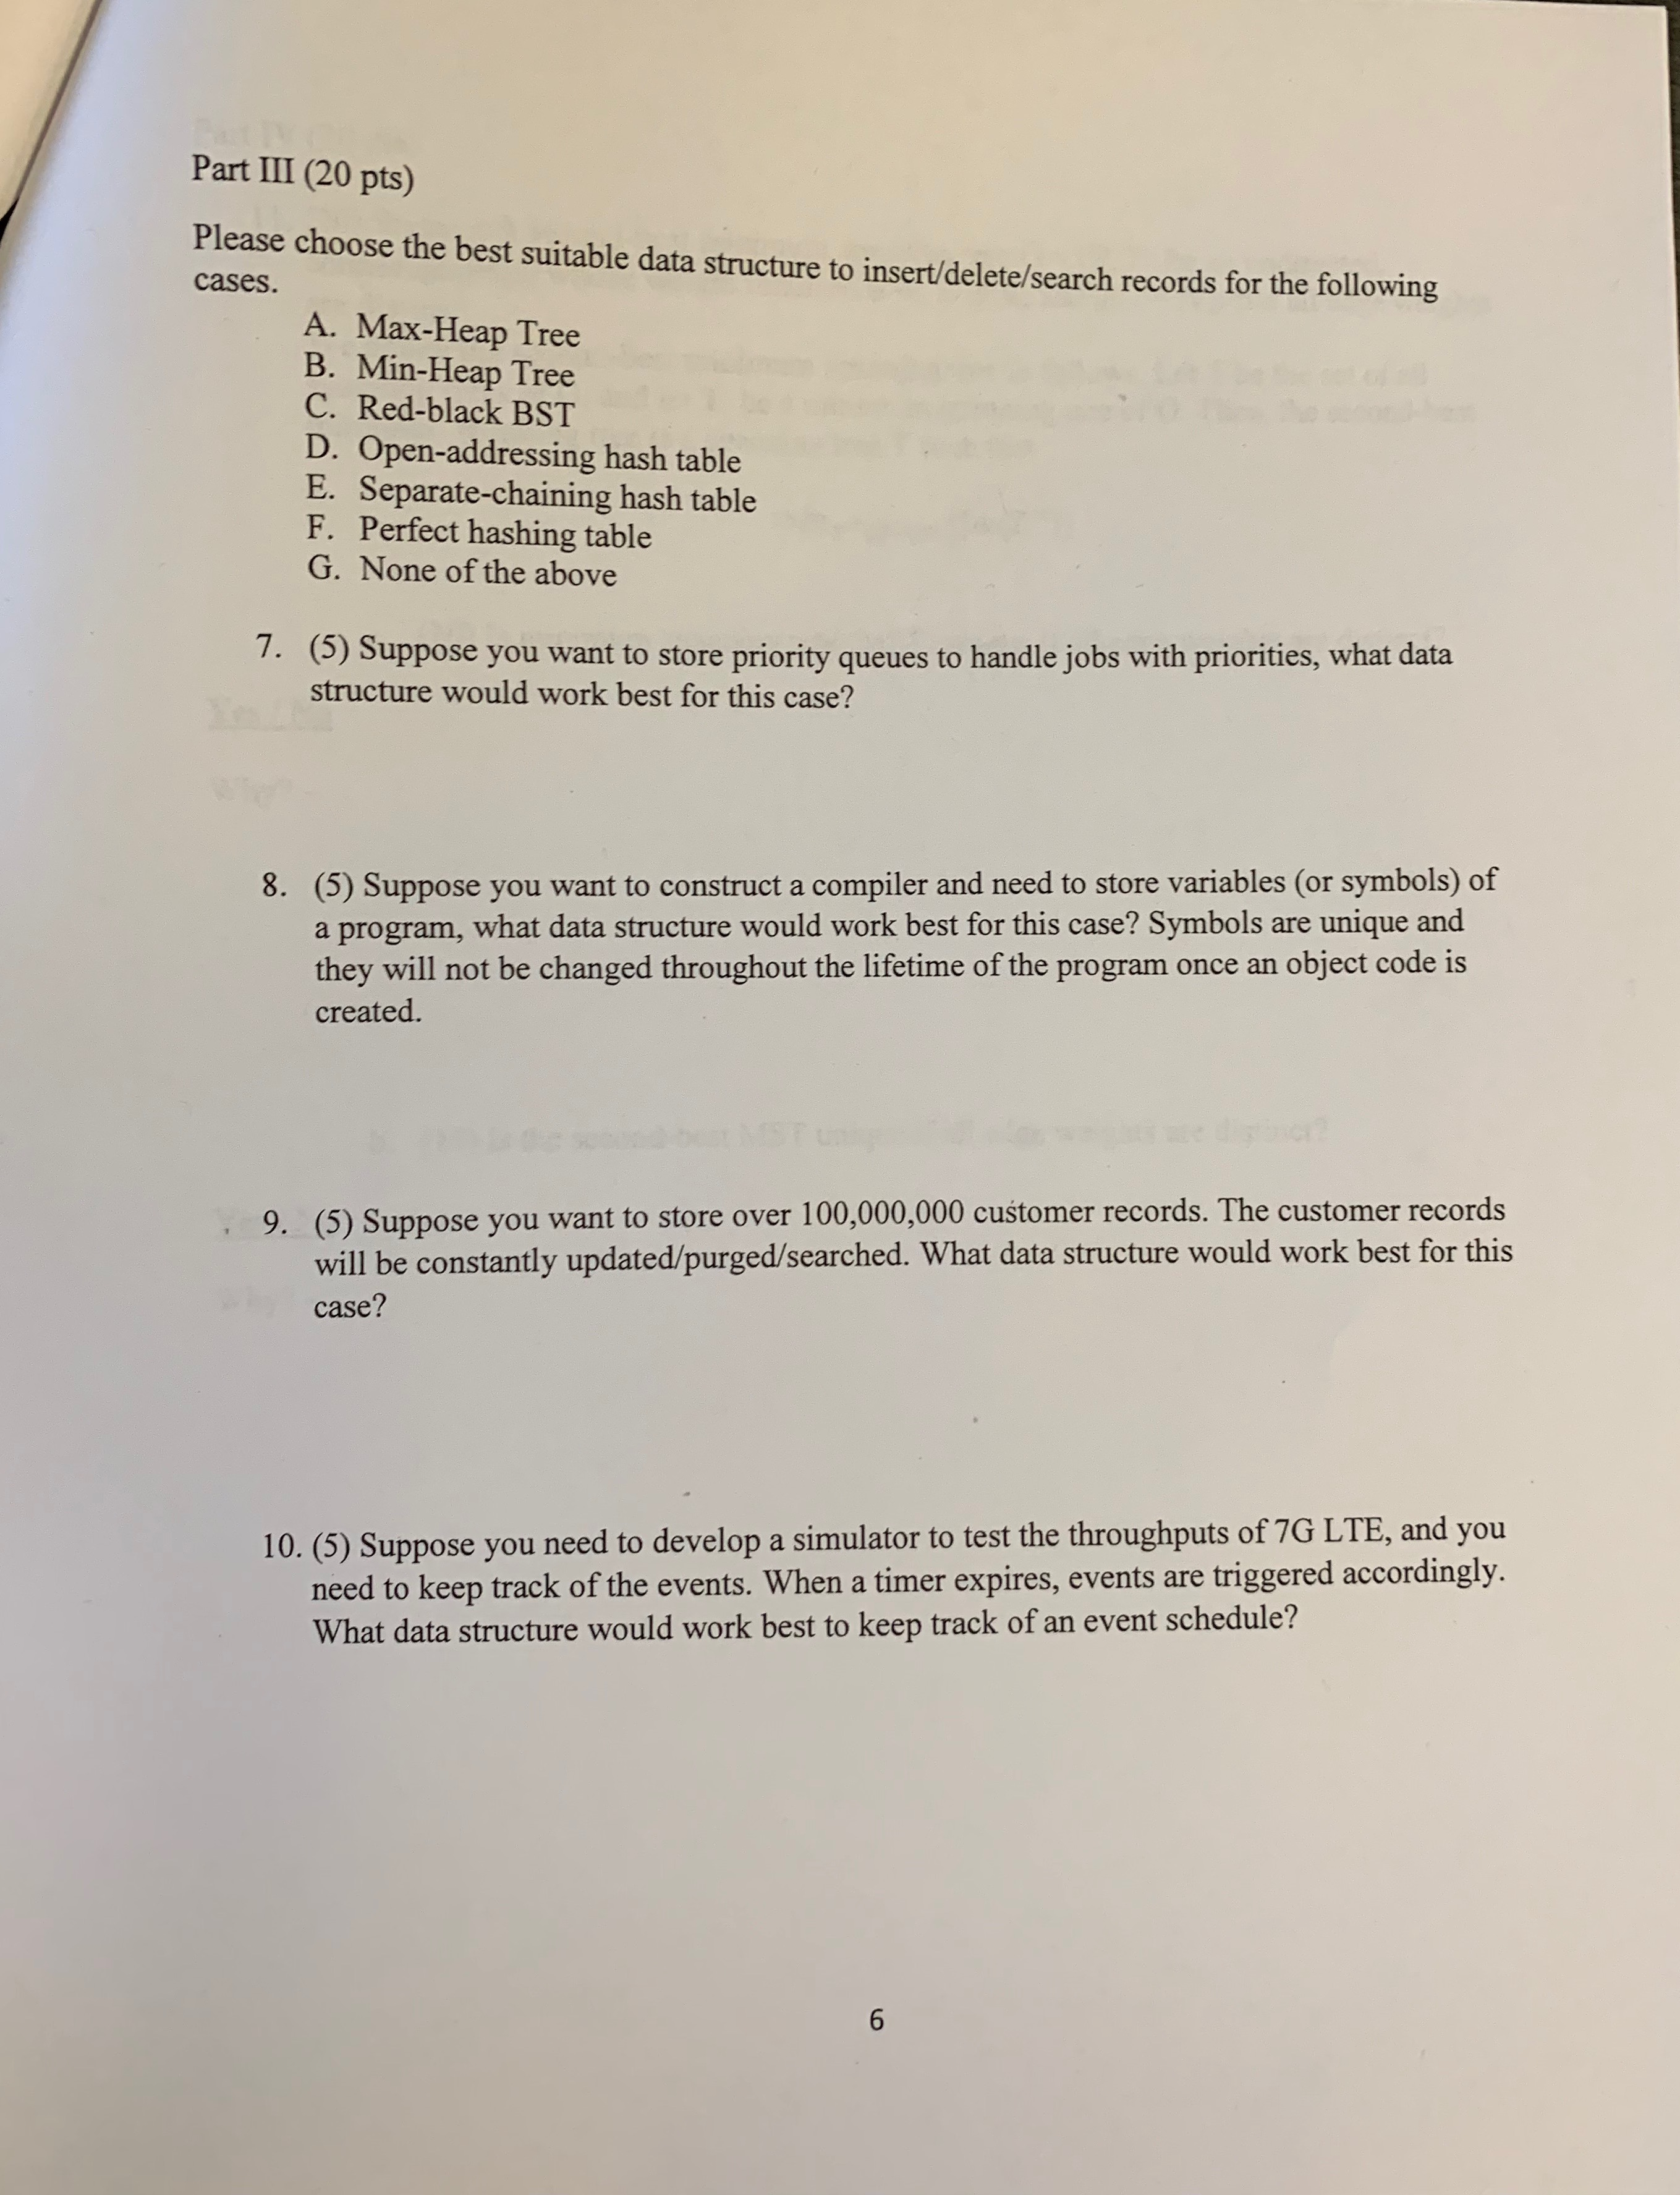 Part III (20 pts)
Please choose the best suitable data structure to insert/delete/search records for the following
cases.
A. Max-Heap Tree
B. Min-Heap Tree
C. Red-black BST
D. Open-addressing hash table
E. Separate-chaining hash table
F. Perfect hashing table
G. None of the above
7. (5) Suppose you want to store priority queues to handle jobs with priorities, what data
structure would work best for this case?
8. (5) Suppose you want to construct a compiler and need to store variables (or symbols) of
a program, what data structure would work best for this case? Symbols are unique and
they will not be changed throughout the lifetime of the program once an object code is
created.
9. (5) Suppose you want to store over 100,000,000 customer records. The customer records
will be constantly updated/purged/searched. What data structure would work best for this
case?
10. (5) Suppose you need to develop a simulator to test the throughputs of 7G LTE, and you
need to keep track of the events. When a timer expires, events are triggered accordingly.
What data structure would work best to keep track of an event schedule?
6